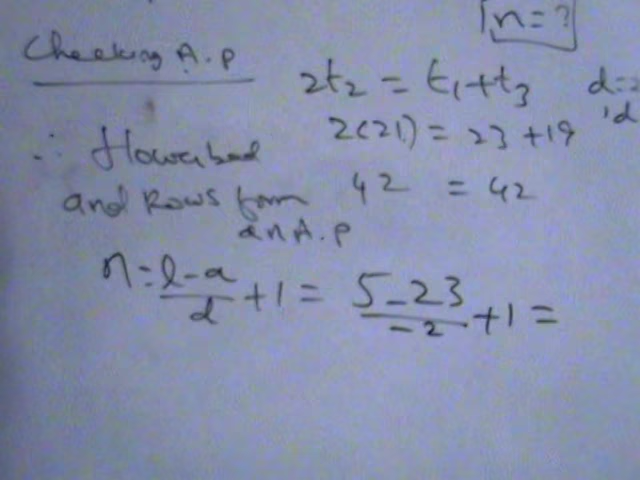 n = ?
Checking A.P
2t₂ = t₁+t₃
d =
2(21) = 23 +19
'd
∴ flowerbed
and Rows form
an A.P
42 = 42
n = l-a/d +1 = 5-23/-2 +1 =